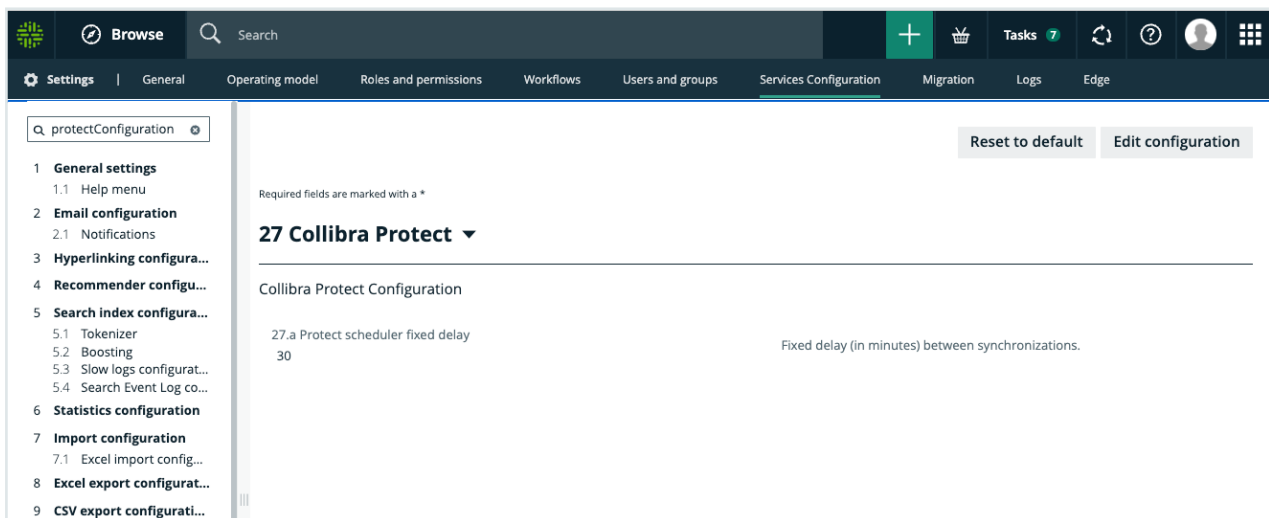 Browse
Search
Tasks 7
Settings | General Operating model Roles and permissions Workflows Users and groups Services Configuration Migration Logs Edge
protectConfiguration
Reset to default Edit configuration
1 General settings
1.1 Help menu
Required fields are marked with a *
2 Email configuration
2.1 Notifications
27 Collibra Protect
3 Hyperlinking configura...
4 Recommender configu...
Collibra Protect Configuration
5 Search index configura...
5.1 Tokenizer
27.a Protect scheduler fixed delay
30
Fixed delay (in minutes) between synchronizations.
5.2 Boosting
5.3 Slow logs configurat...
5.4 Search Event Log co...
6 Statistics configuration
7 Import configuration
7.1 Excel import config...
8 Excel export configurat...
9 CSV export configurati...